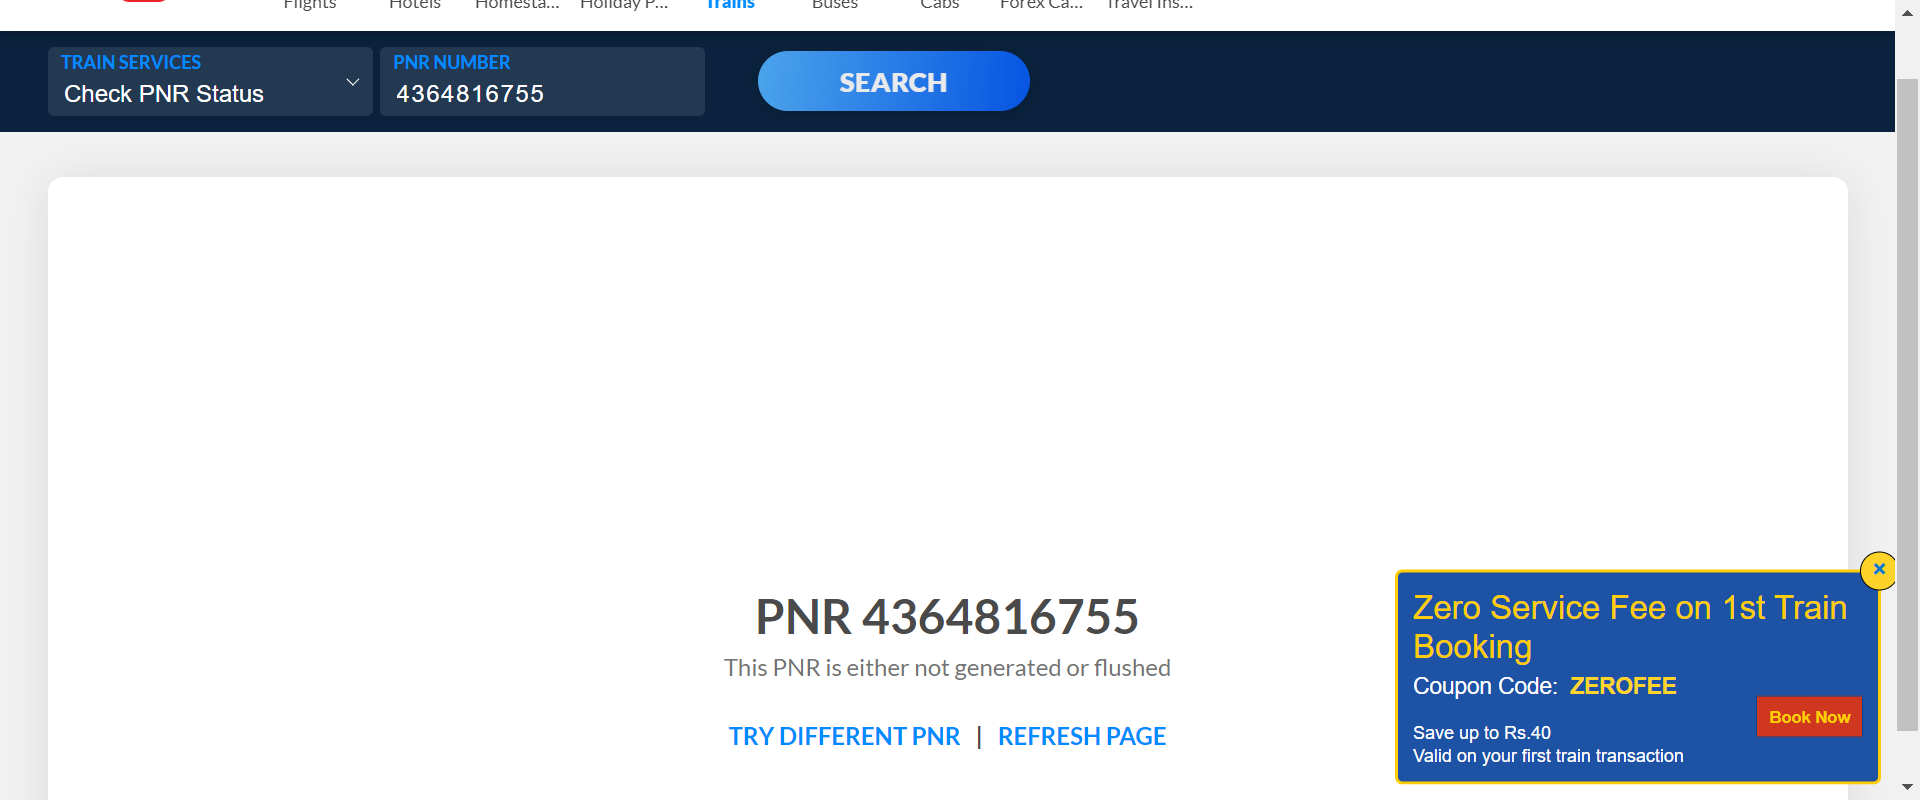 Flights Hotels Homesta... Holiday P... Trains Buses Cabs Forex Ca... Travel Ins...
TRAIN SERVICES
Check PNR Status
PNR NUMBER
4364816755
SEARCH
PNR 4364816755
This PNR is either not generated or flushed
TRY DIFFERENT PNR | REFRESH PAGE
Zero Service Fee on 1st Train
Booking
Coupon Code: ZEROFEE
Book Now
Save up to Rs.40
Valid on your first train transaction